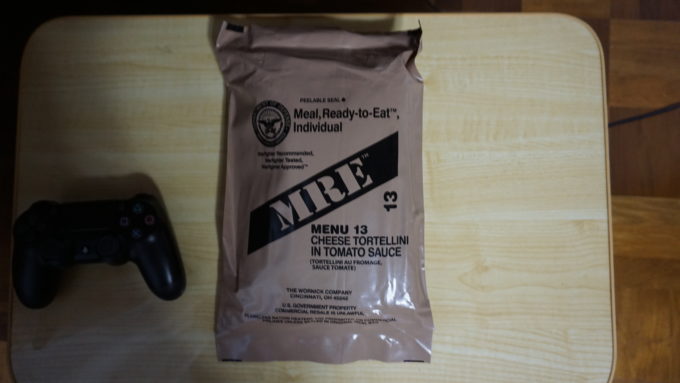 PEELABLE SEAL
Meal, Ready-to-Eat™,
Individual
Warfighter Recommended,
Warfighter Tested,
Warfighter Approved™
MRE™
13
MENU 13
CHEESE TORTELLINI
IN TOMATO SAUCE
(TORTELLINI AU FROMAGE,
SAUCE TOMATE)
THE WORNICK COMPANY
CINCINNATI, OH 45242
U.S. GOVERNMENT PROPERTY
COMMERCIAL RESALE IS UNLAWFUL